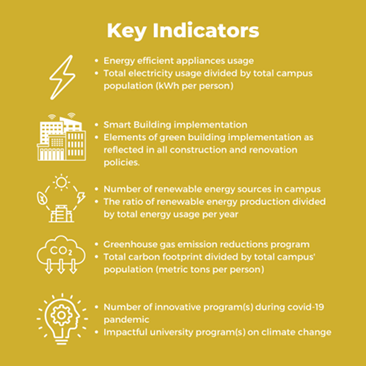 Key Indicators
• Energy efficient appliances usage
• Total electricity usage divided by total campus
population (kWh per person)
• Smart Building implementation
• Elements of green building implementation as
reflected in all construction and renovation
policies.
• Number of renewable energy sources in campus
• The ratio of renewable energy production divided
by total energy usage per year
CO2
• Greenhouse gas emission reductions program
• Total carbon footprint divided by total campus'
population (metric tons per person)
• Number of innovative program(s) during covid-19
pandemic
• Impactful university program(s) on climate change